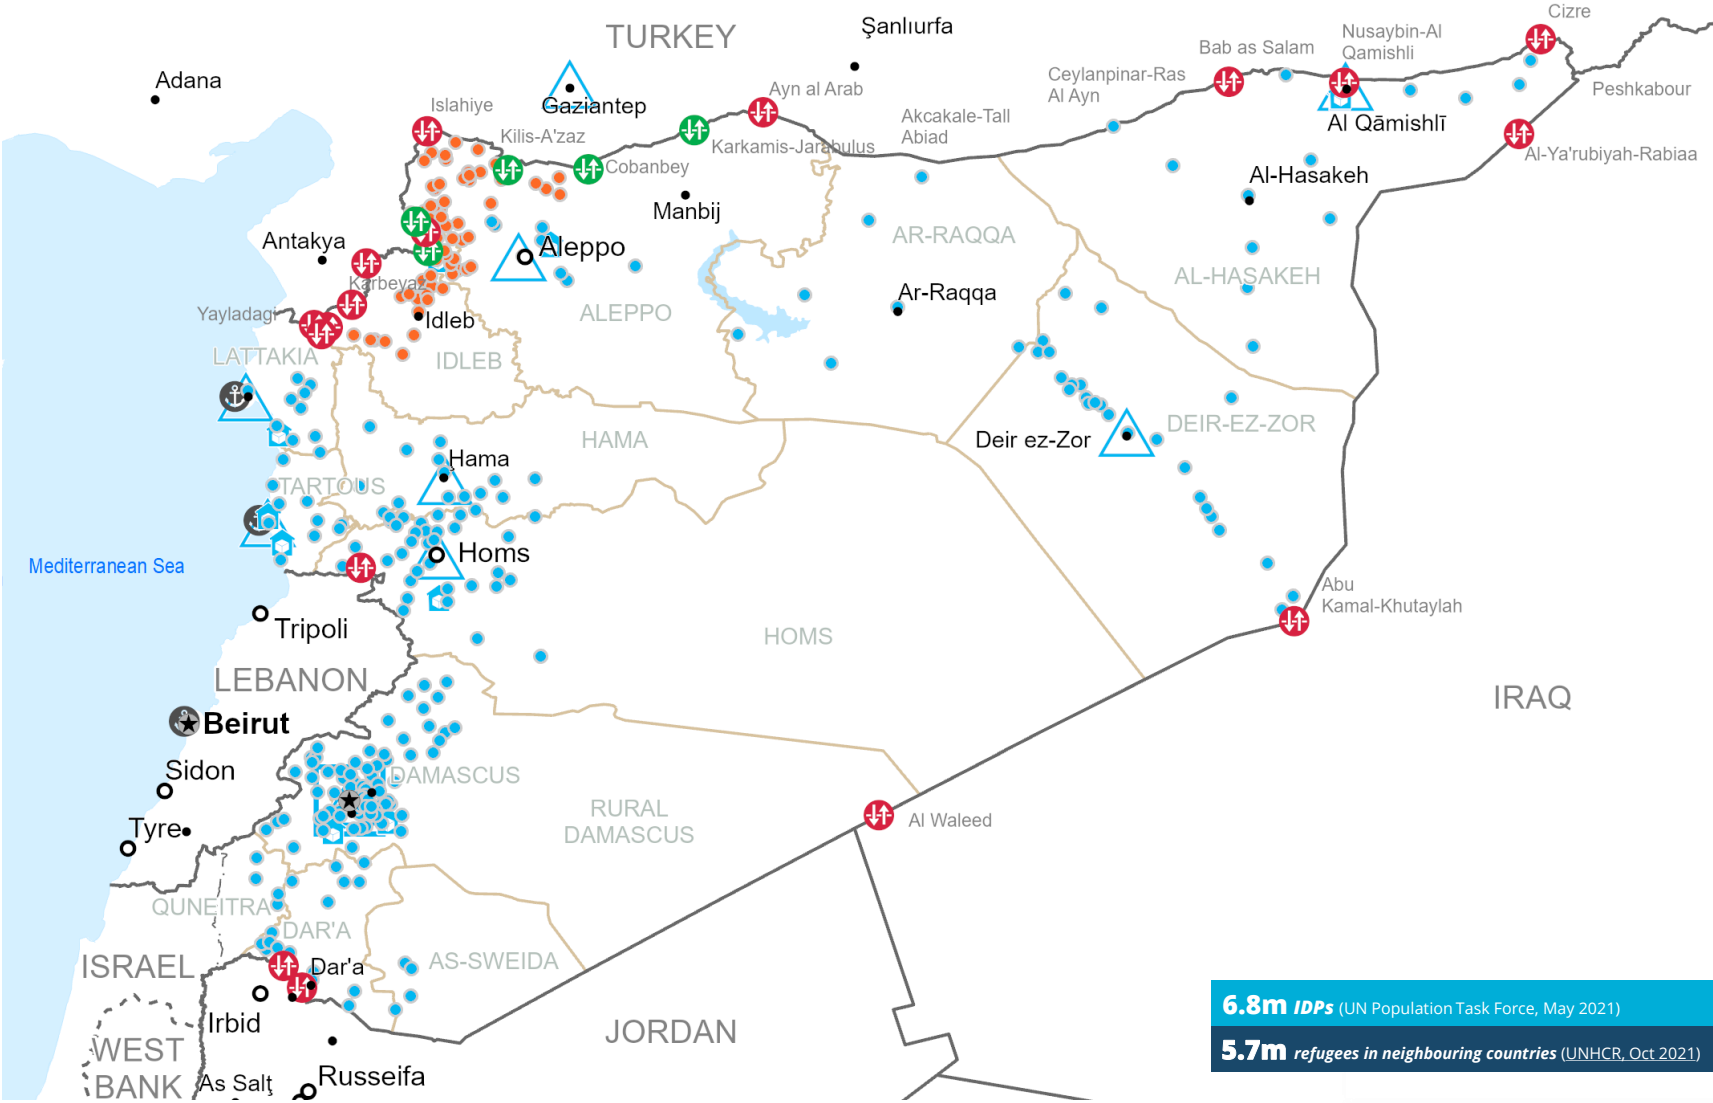 Cizre
Şanlıurfa
Nusaybin-Al
Qamishli
TURKEY
Bab as Salam
Adana
Ceylanpinar-Ras
Al Ayn
Peshkabour
Ayn al Arab
Islahiye
Gaziantep
Akcakale-Tall
Abiad
Al Qāmishlī
Kilis-A'zaz
Karkamis-Jarabulus
Al-Ya'rubiyah-Rabiaa
Cobanbey
Al-Hasakeh
Manbij
Antakya
Aleppo
AR-RAQQA
AL-HASAKEH
Karbeyaz
Ar-Raqqa
Yayladagi
ALEPPO
Idleb
LATTAKIA
IDLEB
DEIR-EZ-ZOR
HAMA
Deir ez-Zor
Hama
TARTOUS
Homs
Mediterranean Sea
Abu
Kamal-Khutaylah
Tripoli
HOMS
LEBANON
IRAQ
Beirut
Sidon
DAMASCUS
RURAL
DAMASCUS
Al Waleed
Tyre
QUNEITRA
DAR'A
ISRAEL
Dar'a
AS-SWEIDA
Irbid
JORDAN
WEST
BANK
Russeifa
As Salţ
6.8m IDPs (UN Population Task Force, May 2021)
5.7m refugees in neighbouring countries (UNHCR, Oct 2021)